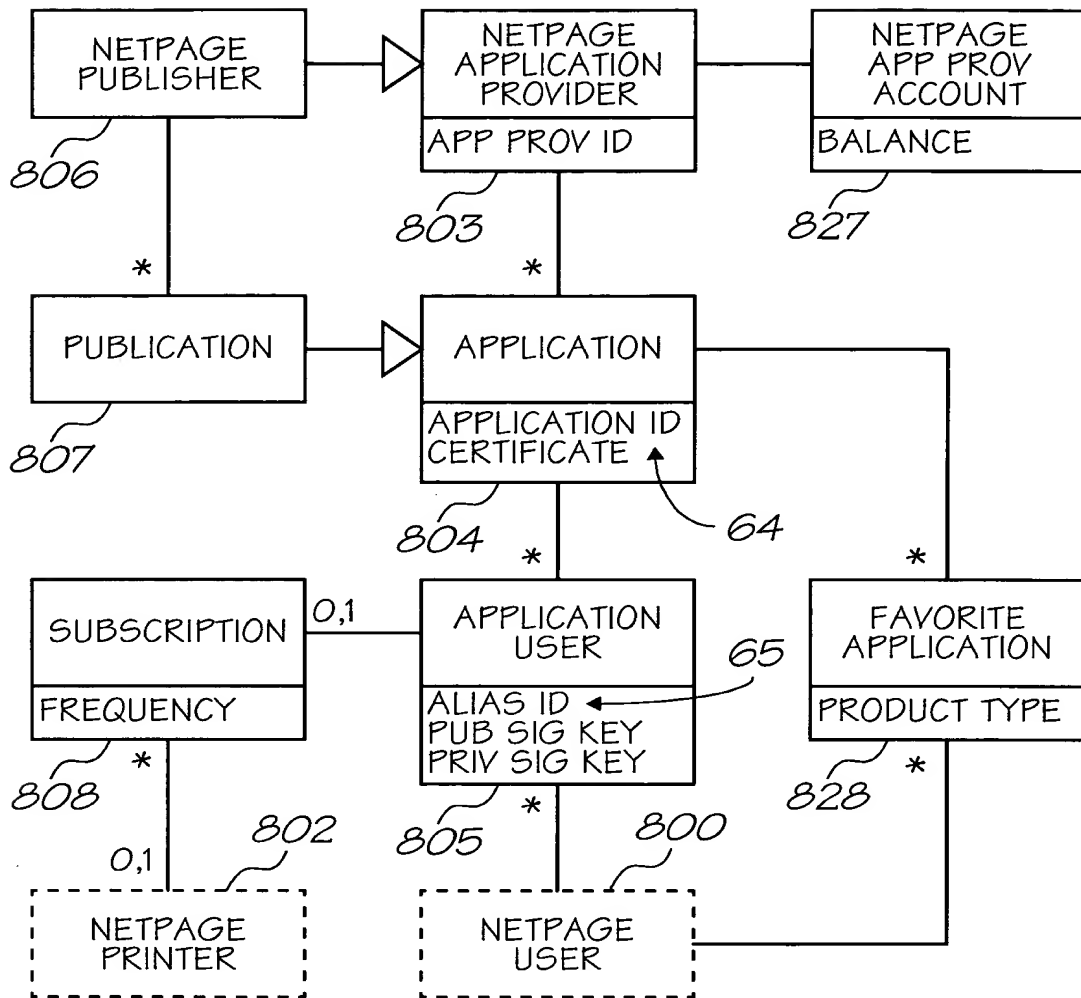 NETPAGE
PUBLISHER
NETPAGE
APPLICATION
PROVIDER
APP PROV ID
NETPAGE
APP PROV
ACCOUNT
BALANCE
806
803
827
*
*
PUBLICATION
APPLICATION
APPLICATION ID
CERTIFICATE
807
804
64
*
*
SUBSCRIPTION
FREQUENCY
0,1
APPLICATION
USER
65
ALIAS ID
PUB SIG KEY
PRIV SIG KEY
FAVORITE
APPLICATION
PRODUCT TYPE
808
*
805
*
828
*
802
800
0,1
NETPAGE
PRINTER
NETPAGE
USER